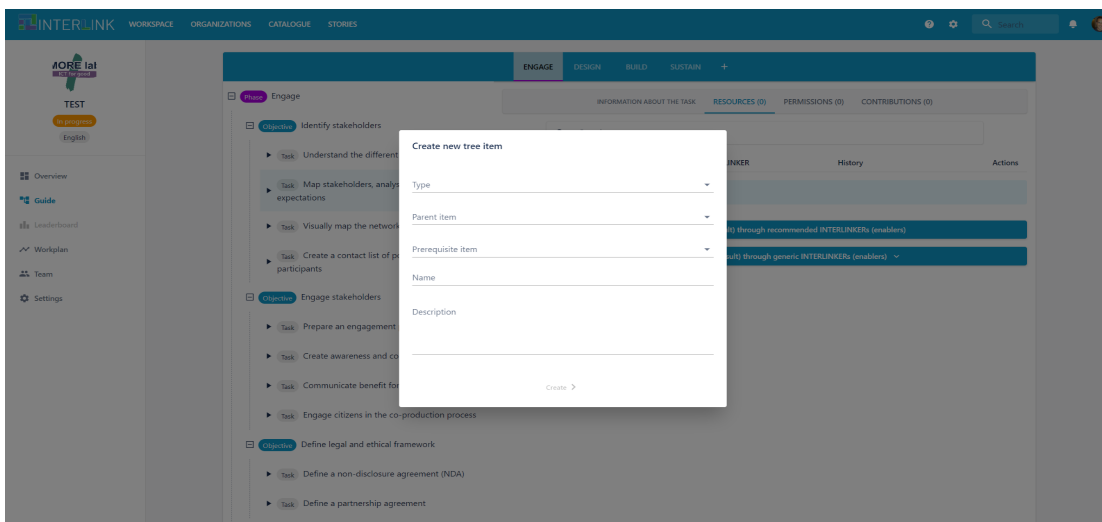 INTERLINK WORKSPACE ORGANIZATIONS CATALOGUE STORIES Search
MORE lab
ICT for good
TEST
In progress
English
Overview
Guide
Leaderboard
Workplan
Team
Settings
ENGAGE DESIGN BUILD SUSTAIN +
INFORMATION ABOUT THE TASK RESOURCES (0) PERMISSIONS (0) CONTRIBUTIONS (0)
Phase Engage
Objective Identify stakeholders
Task Understand the different
Task Map stakeholders, analys
expectations
Task Visually map the network
Task Create a contact list of p
participants
Objective Engage stakeholders
Task Prepare an engagement
Task Create awareness and co
Task Communicate benefit for
Task Engage citizens in the co-production process
Objective Define legal and ethical framework
Task Define a non-disclosure agreement (NDA)
Task Define a partnership agreement
LINKER History Actions
through recommended INTERLINKERs (enablers)
through generic INTERLINKERs (enablers)
Create new tree item
Type
Parent item
Prerequisite item
Name
Description
Create >